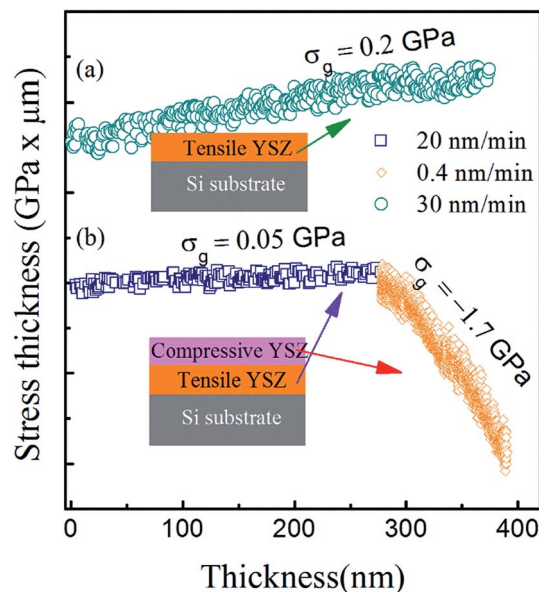 Stress thickness (GPa x μm)
(a)
σg = 0.2 GPa
Tensile YSZ
Si substrate
20 nm/min
0.4 nm/min
30 nm/min
(b)
σg = 0.05 GPa
σg = −1.7 GPa
Compressive YSZ
Tensile YSZ
Si substrate
0 100 200 300 400
Thickness(nm)